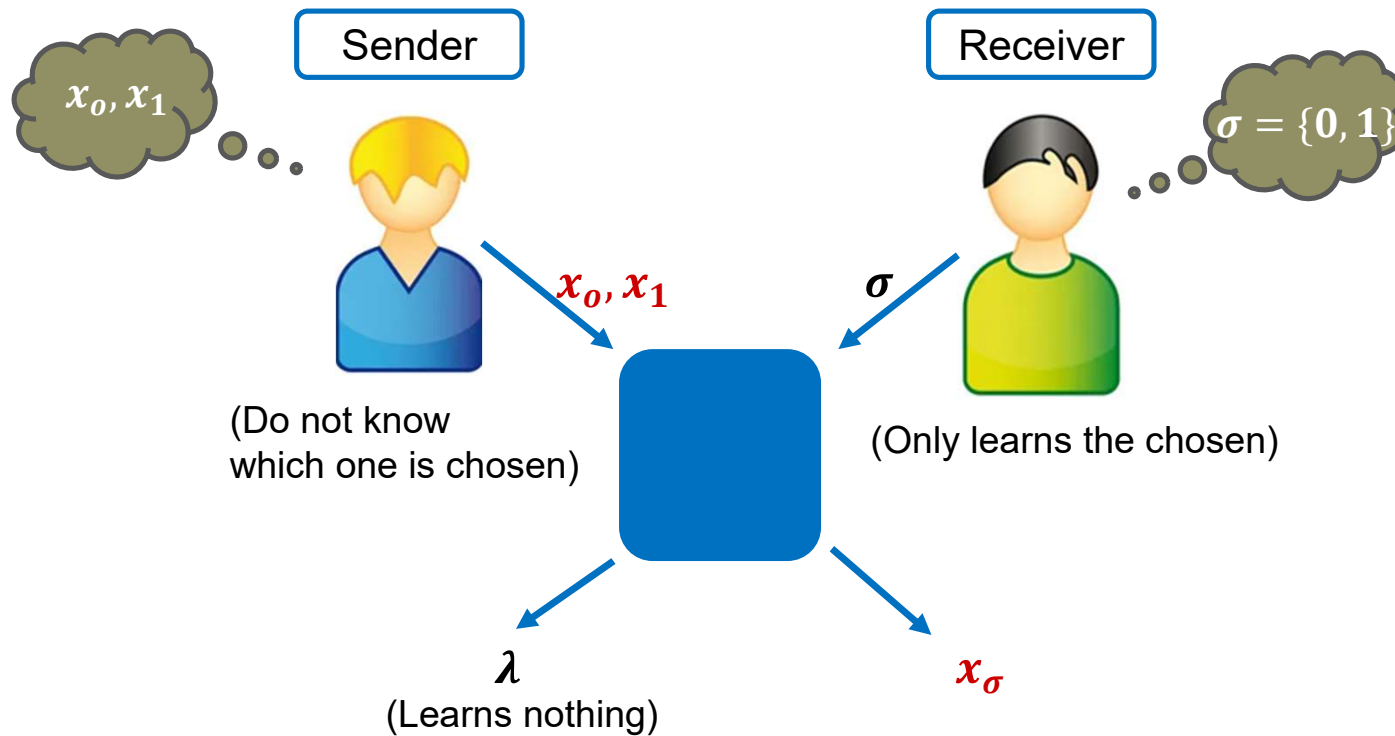 Sender
Receiver
x_o, x_1
σ = {0, 1}
x_o, x_1
σ
(Do not know
which one is chosen)
(Only learns the chosen)
λ
(Learns nothing)
x_σ